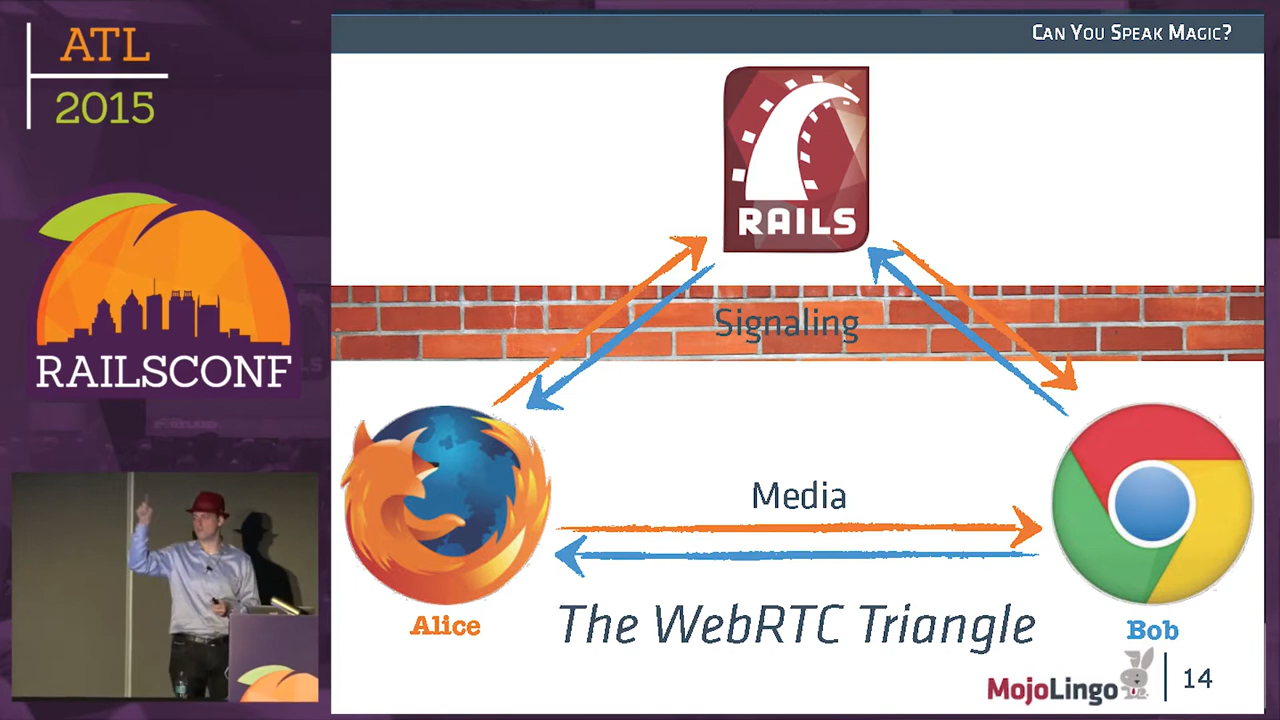 ATL
2015
RAILSCONF
CAN YOU SPEAK MAGIC?
RAILS
Signaling
Media
The WebRTC Triangle
Alice
Bob
MojoLingo
14